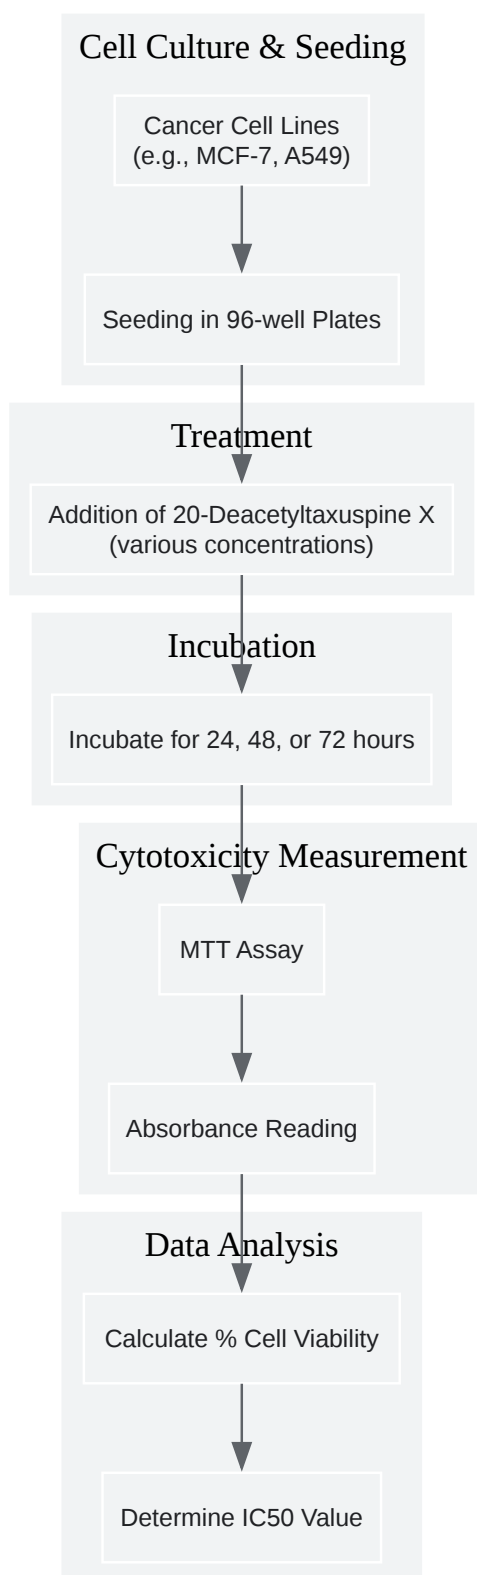 Cell Culture & Seeding
Cancer Cell Lines
(e.g., MCF-7, A549)
Seeding in 96-well Plates
Treatment
Addition of 20-Deacetyltaxuspine X
(various concentrations)
Incubation
Incubate for 24, 48, or 72 hours
Cytotoxicity Measurement
MTT Assay
Absorbance Reading
Data Analysis
Calculate % Cell Viability
Determine IC50 Value